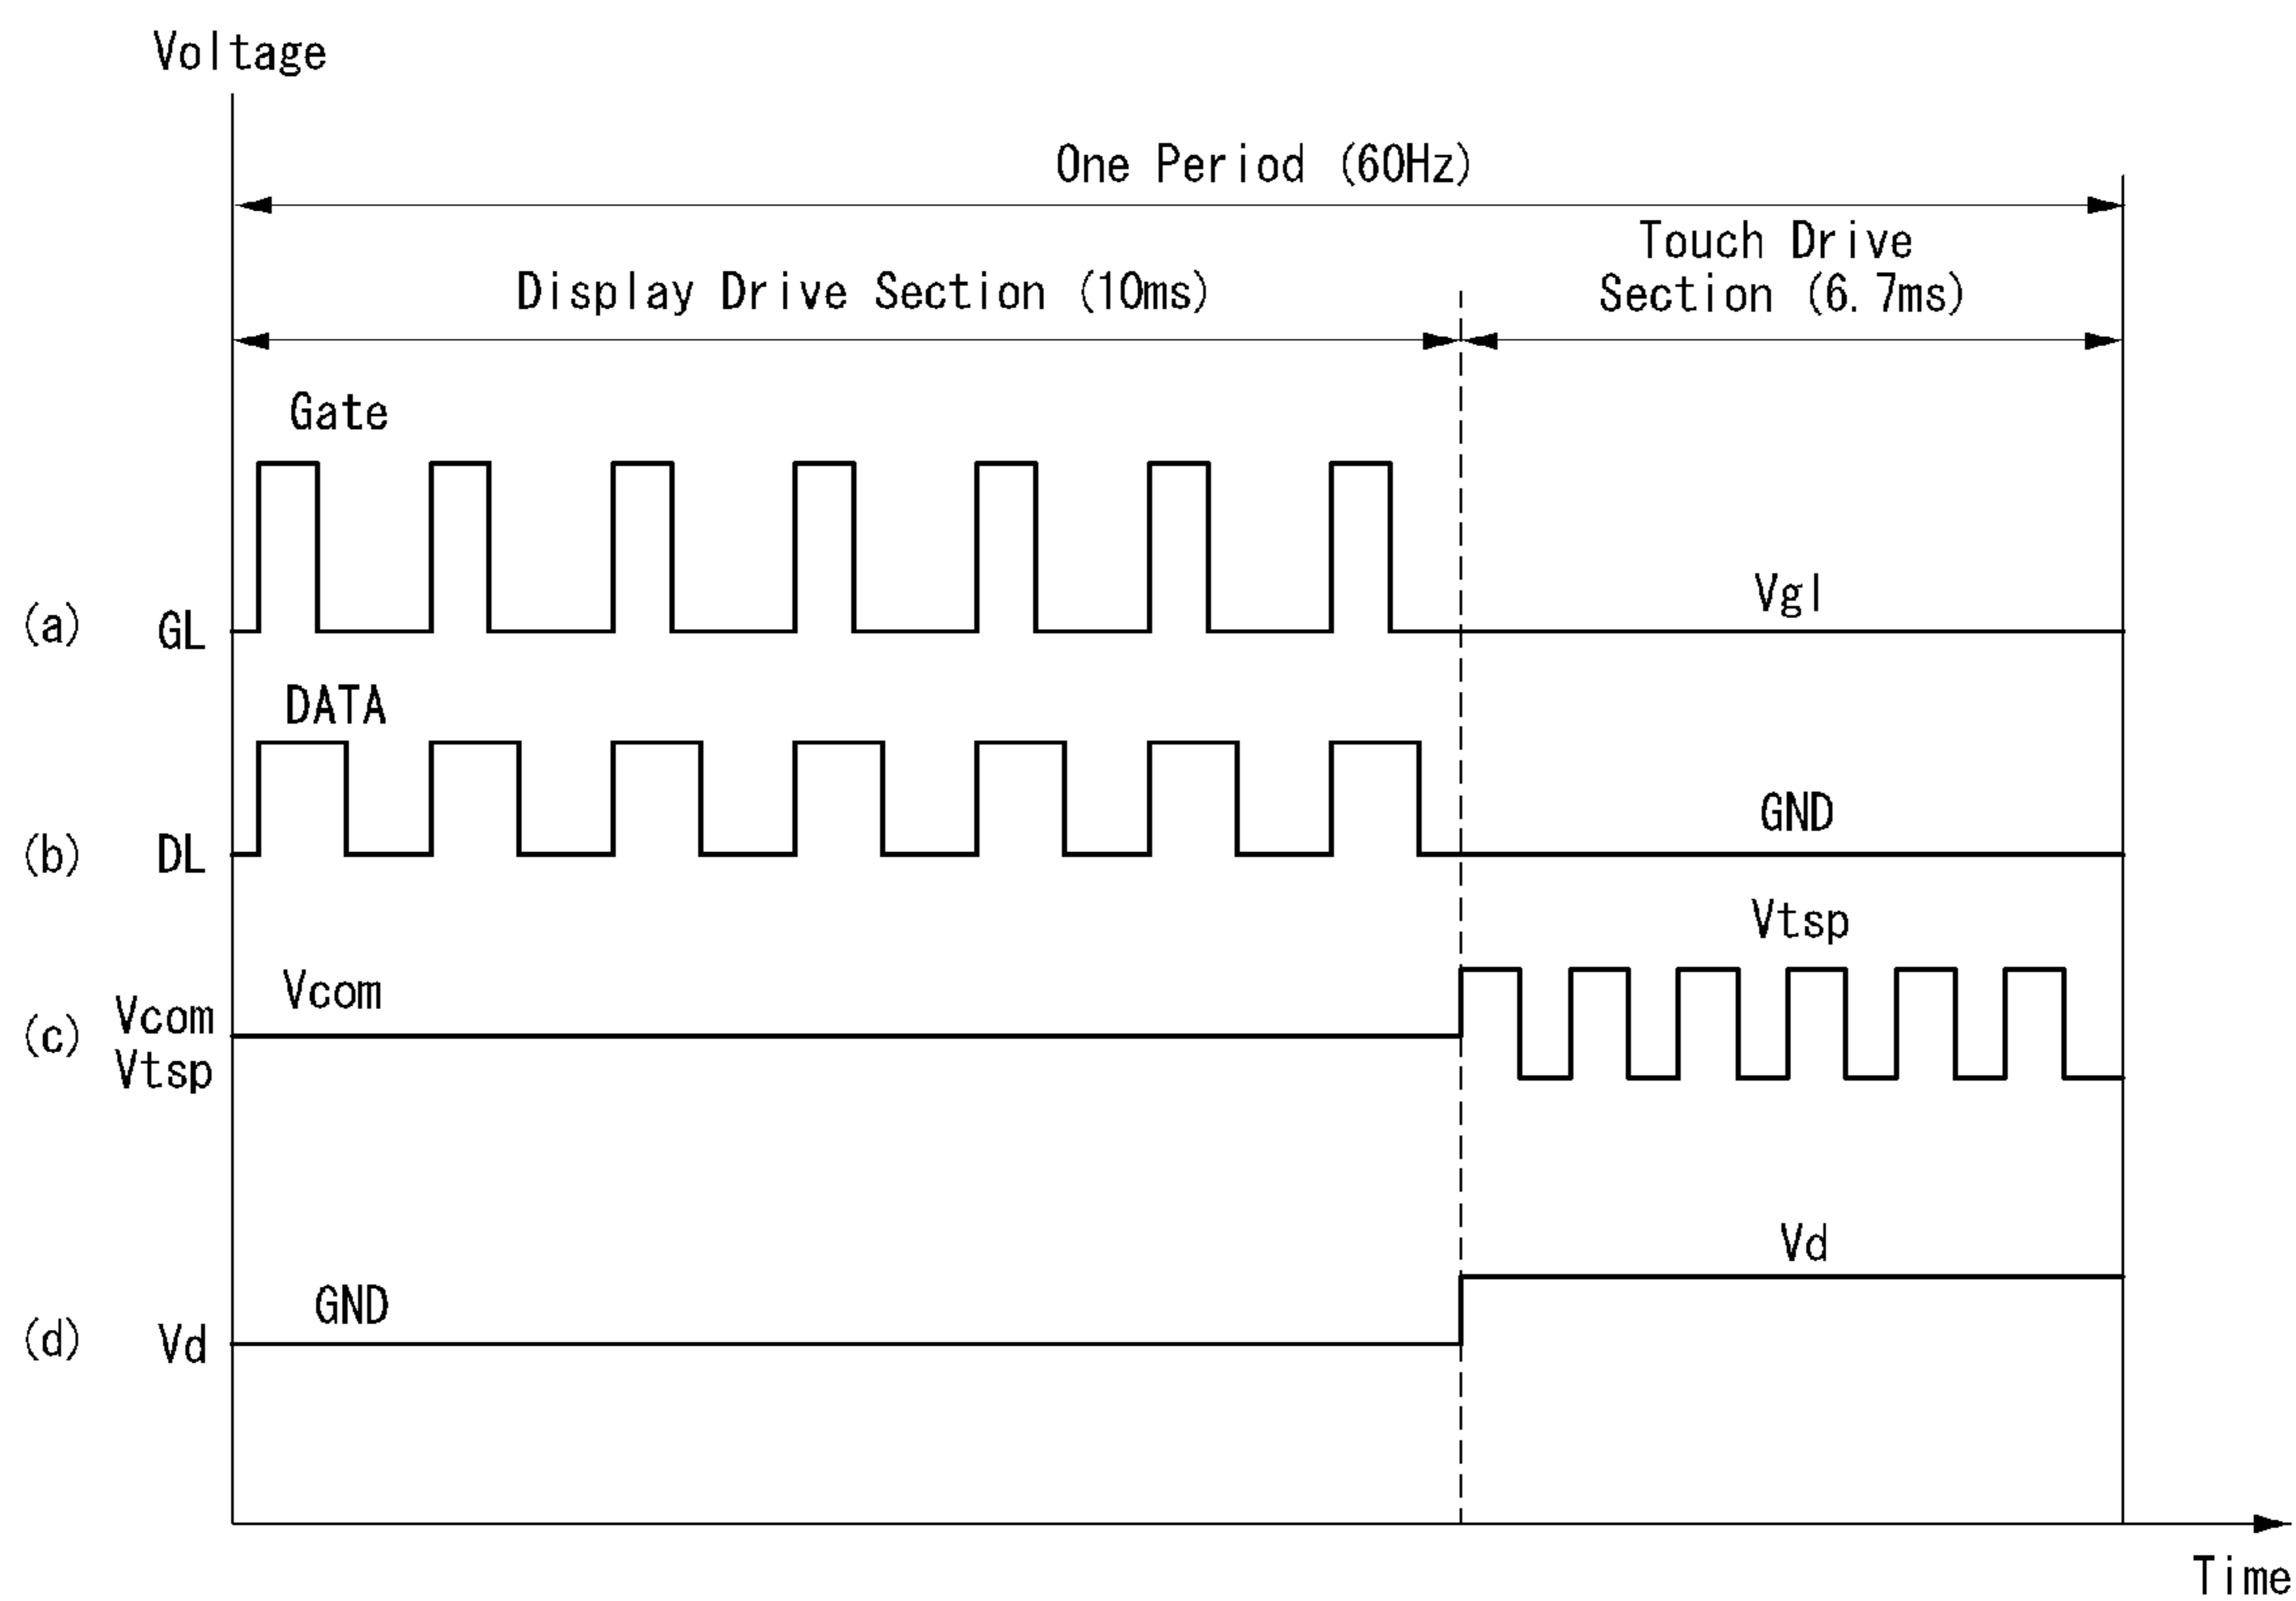 Voltage
One Period (60Hz)
Touch Drive
Section (6.7ms)
Display Drive Section (10ms)
Gate
Vgl
(a) GL
DATA
GND
(b) DL
Vtsp
Vcom
(c) Vcom
Vtsp
Vd
GND
(d) Vd
Time